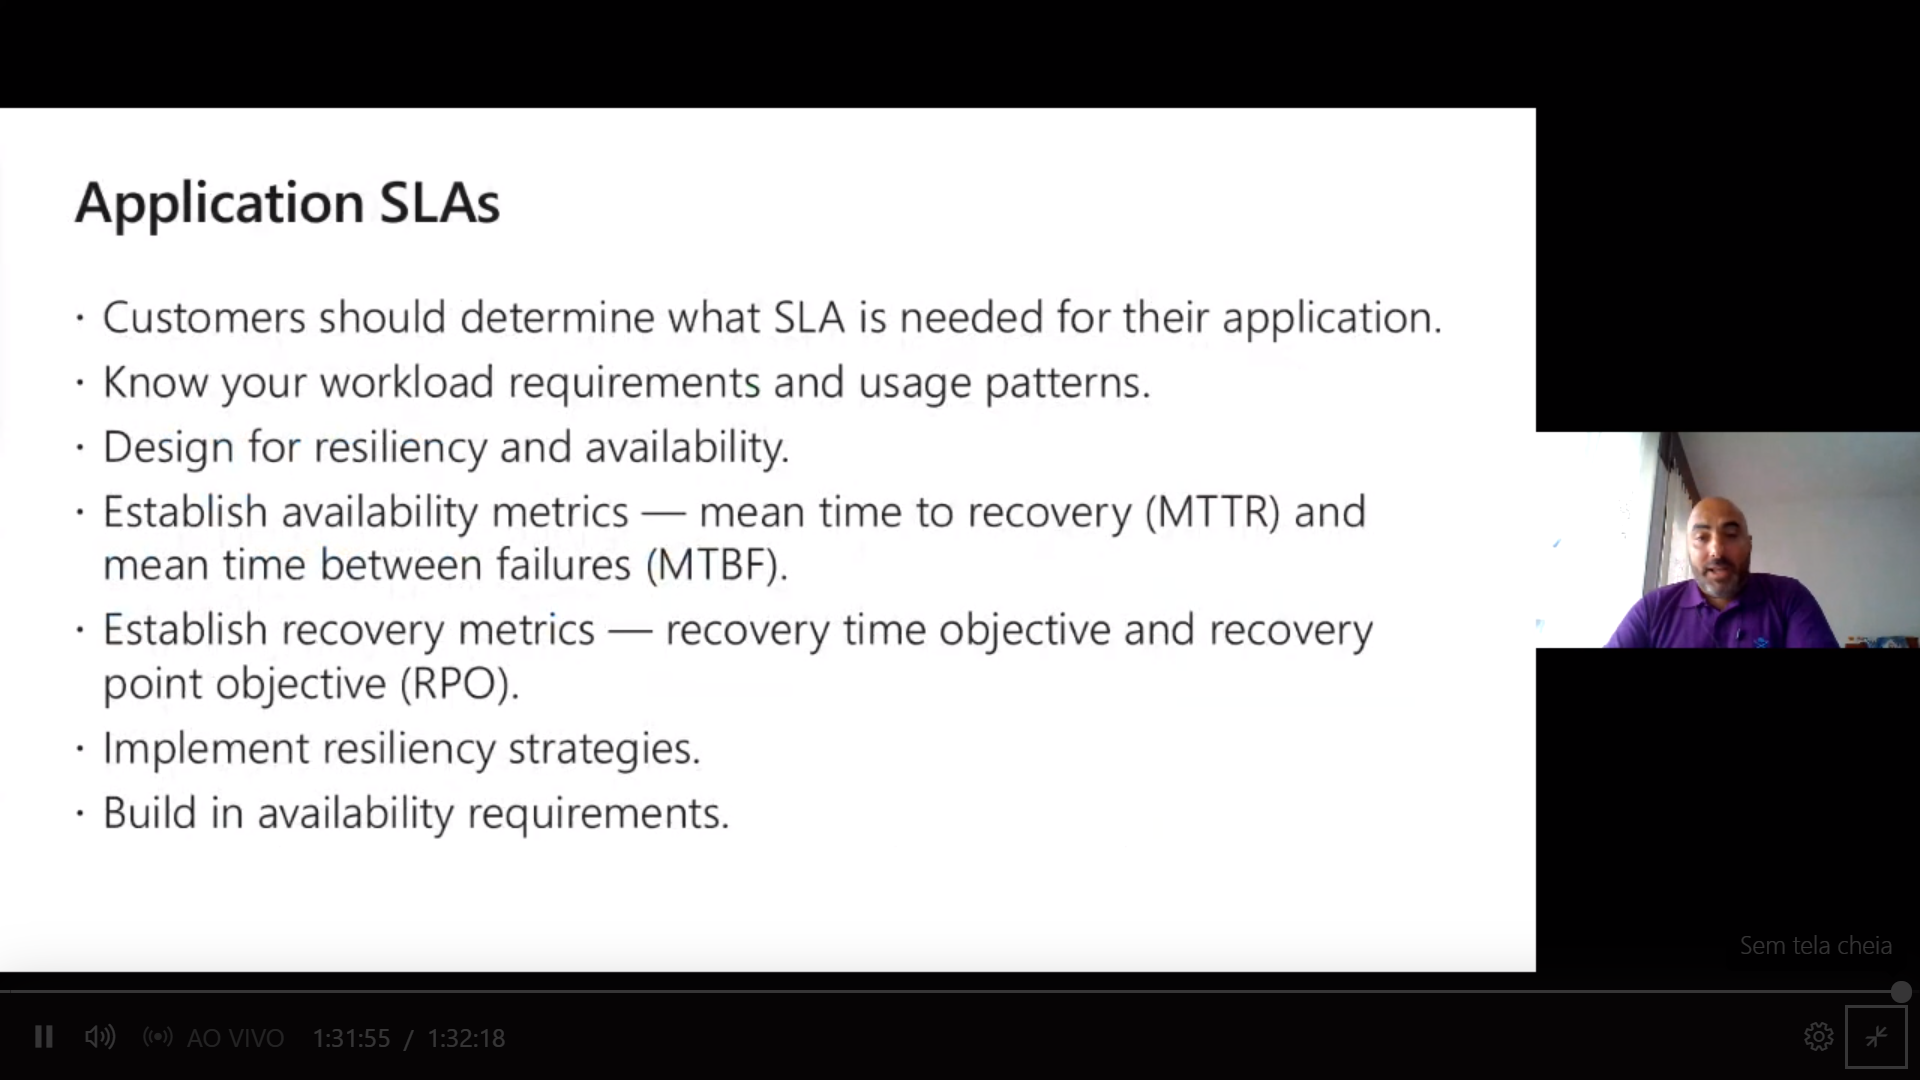 Application SLAs
· Customers should determine what SLA is needed for their application.
· Know your workload requirements and usage patterns.
· Design for resiliency and availability.
· Establish availability metrics — mean time to recovery (MTTR) and
mean time between failures (MTBF).
· Establish recovery metrics — recovery time objective and recovery
point objective (RPO).
· Implement resiliency strategies.
· Build in availability requirements.
Sem tela cheia
AO VIVO 1:31:55 / 1:32:18